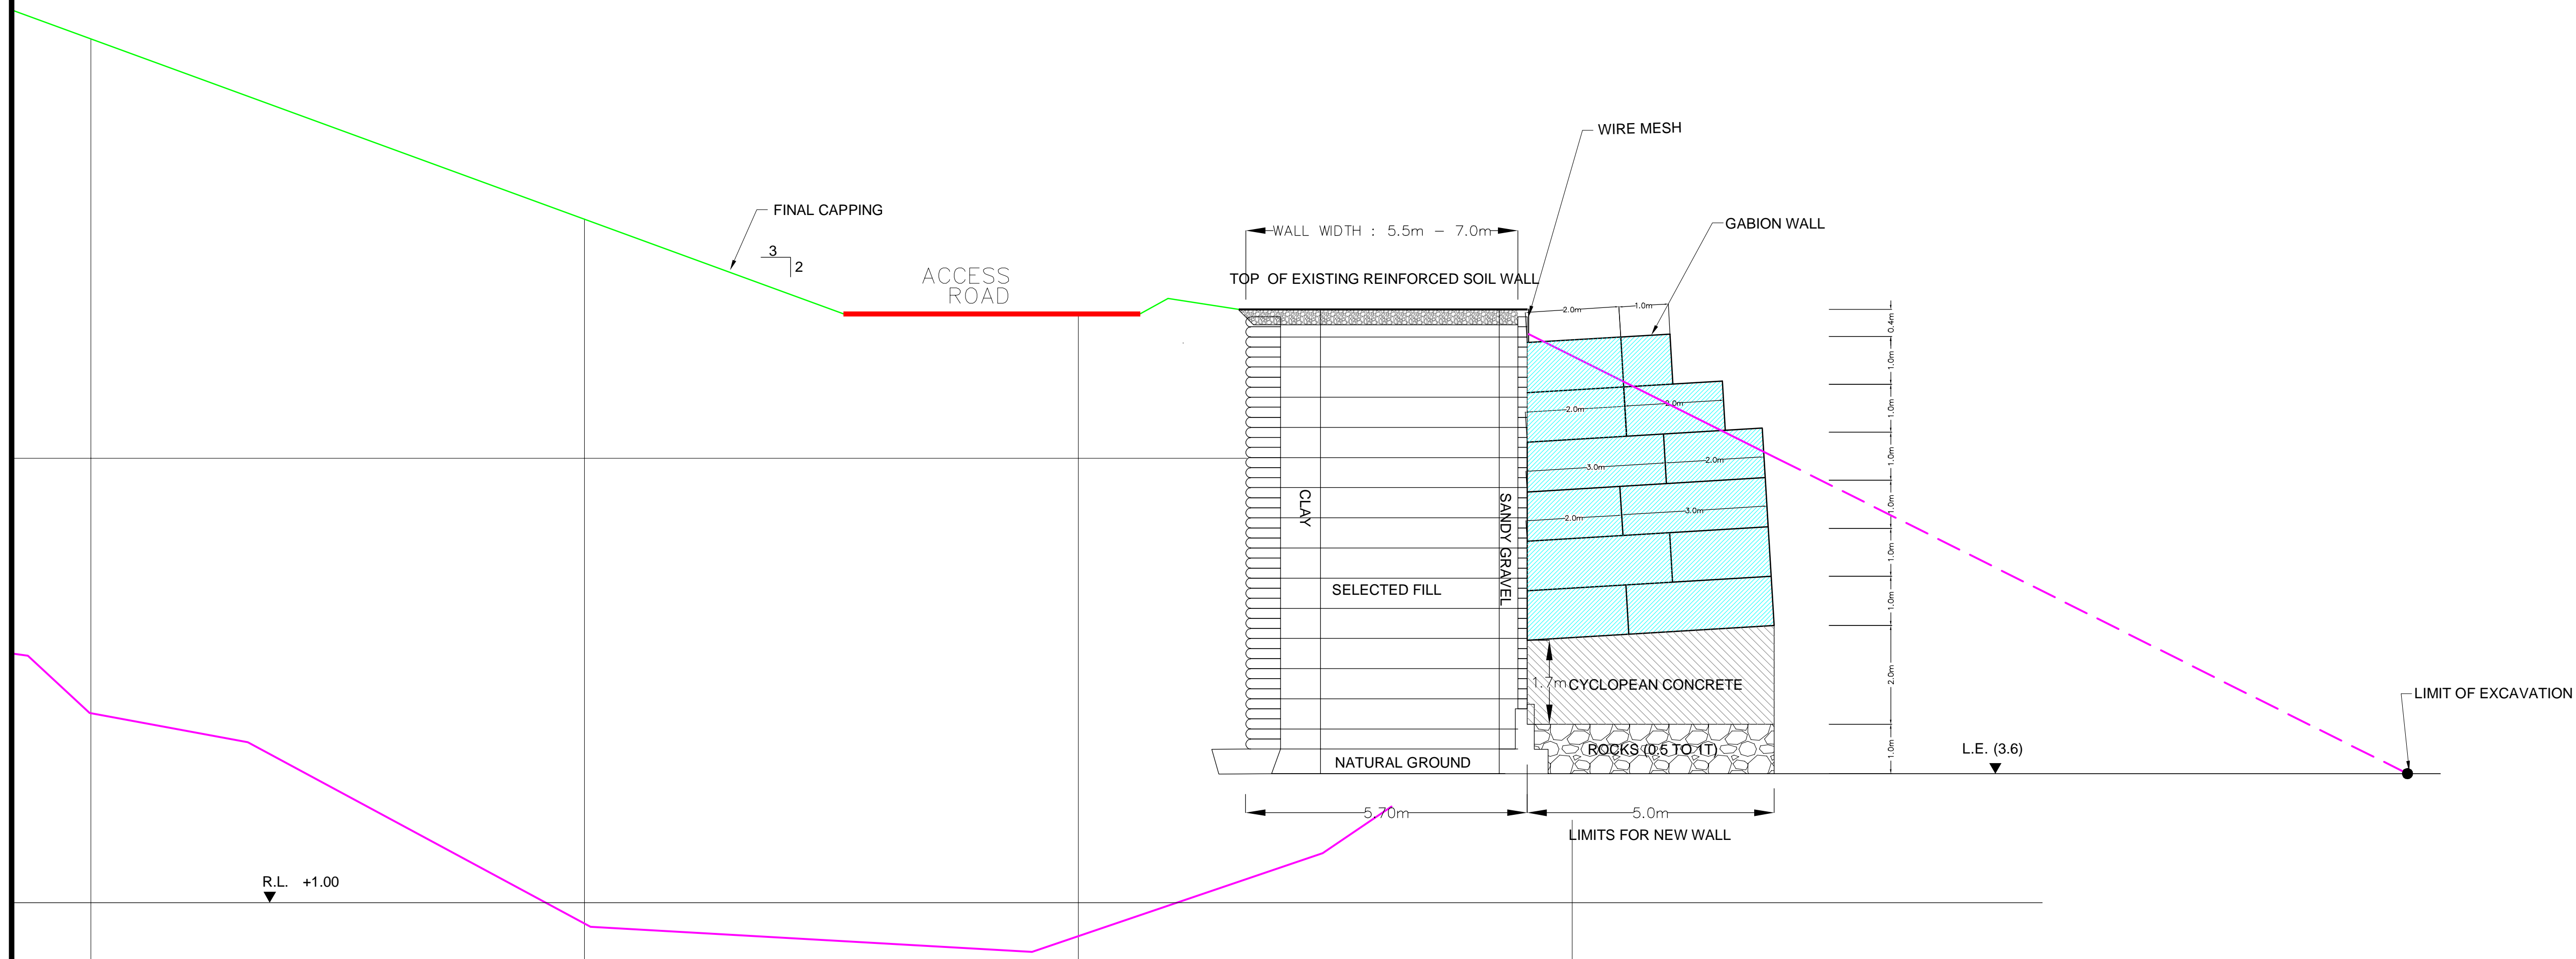 WIRE MESH
FINAL CAPPING
GABION WALL
WALL WIDTH : 5.5m - 7.0m
3
2
ACCESS
ROAD
TOP OF EXISTING REINFORCED SOIL WALL
2.0m
1.0m
0.4m
1.0m
2.0m
2.0m
1.0m
3.0m
2.0m
1.0m
CLAY
SANDY GRAVEL
2.0m
3.0m
1.0m
1.0m
SELECTED FILL
1.0m
1.7m
CYCLOPEAN CONCRETE
2.0m
LIMIT OF EXCAVATION
ROCKS (0.5 TO 1T)
1.0m
L.E. (3.6)
NATURAL GROUND
5.70m
5.0m
LIMITS FOR NEW WALL
R.L. +1.00